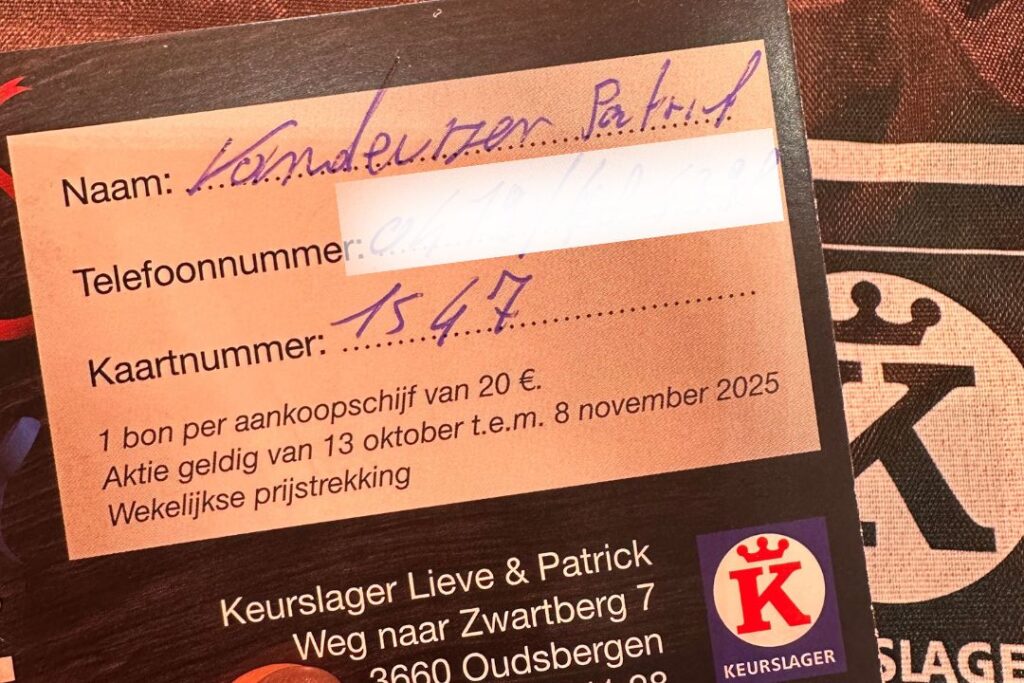 Naam: Vandeurzen Patrick
Telefoonnummer:
Kaartnummer: 1547
1 bon per aankoopschijf van 20 €.
Aktie geldig van 13 oktober t.e.m. 8 november 2025
Wekelijkse prijstrekking
Keurslager Lieve & Patrick
Weg naar Zwartberg 7
3660 Oudsbergen
K
KEURSLAGER
K
SLAGE